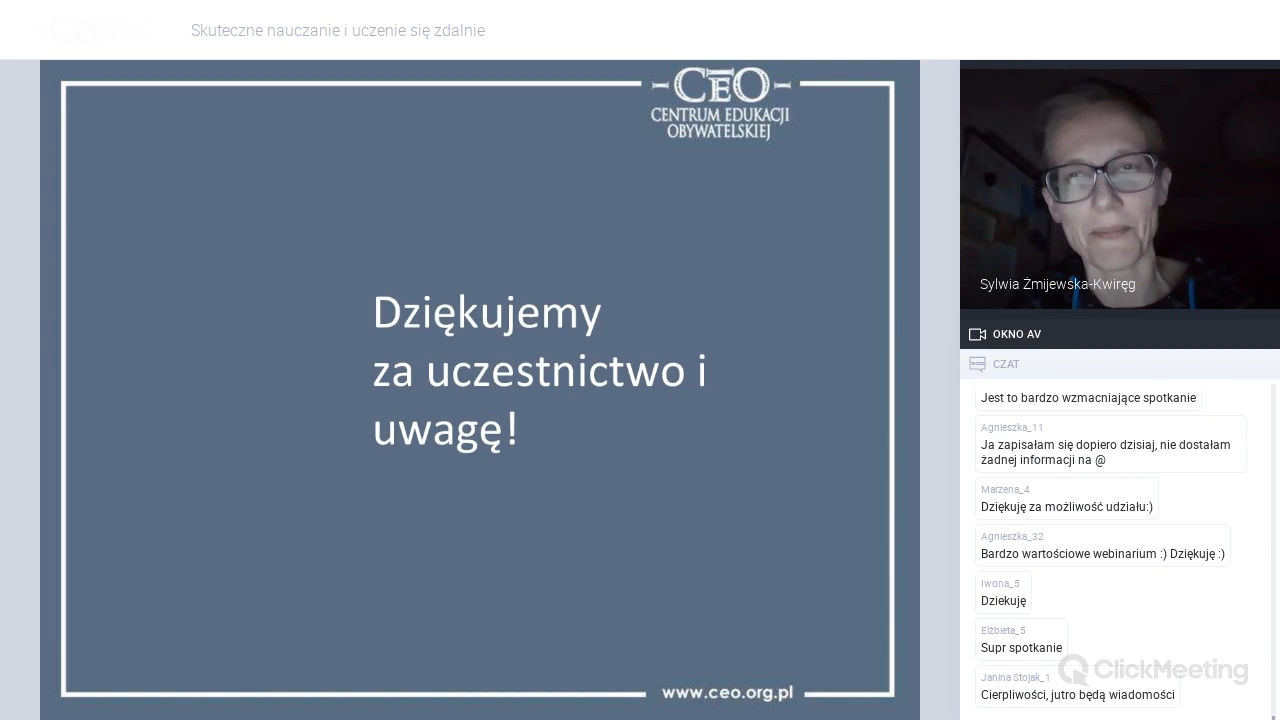 Skuteczne nauczanie i uczenie się zdalnie
CEO
CENTRUM EDUKACJI
OBYWATELSKIEJ
Dziękujemy
za uczestnictwo i
uwagę!
www.ceo.org.pl
Sylwia Żmijewska-Kwiręg
OKNO AV
CZAT
Jest to bardzo wzmacniające spotkanie
Agnieszka_11
Ja zapisałam się dopiero dzisiaj, nie dostałam
żadnej informacji na @
Marzena_4
Dziękuję za możliwość udziału:)
Agnieszka_32
Bardzo wartościowe webinarium :) Dziękuję :)
Iwona_5
Dziekuję
Elżbieta_5
Supr spotkanie
Janina Stojak_1
Cierpliwości, jutro będą wiadomości
ClickMeeting